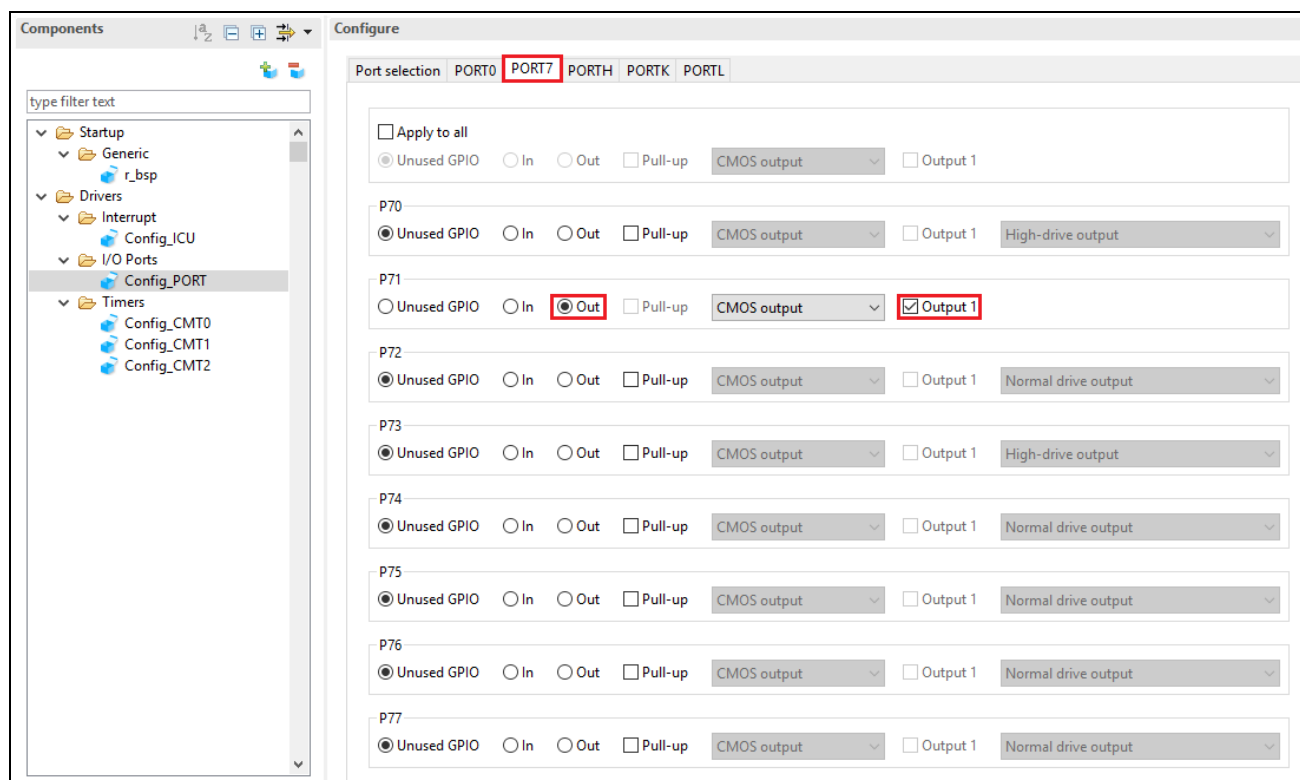 Components
Configure
Port selection PORT0 PORT7 PORTH PORTK PORTL
type filter text
Startup
Generic
r_bsp
Drivers
Interrupt
Config_ICU
I/O Ports
Config_PORT
Timers
Config_CMT0
Config_CMT1
Config_CMT2
Apply to all
Unused GPIO In Out Pull-up CMOS output Output 1
P70
Unused GPIO In Out Pull-up CMOS output Output 1 High-drive output
P71
Unused GPIO In Out Pull-up CMOS output Output 1
P72
Unused GPIO In Out Pull-up CMOS output Output 1 Normal drive output
P73
Unused GPIO In Out Pull-up CMOS output Output 1 High-drive output
P74
Unused GPIO In Out Pull-up CMOS output Output 1 Normal drive output
P75
Unused GPIO In Out Pull-up CMOS output Output 1 Normal drive output
P76
Unused GPIO In Out Pull-up CMOS output Output 1 Normal drive output
P77
Unused GPIO In Out Pull-up CMOS output Output 1 Normal drive output